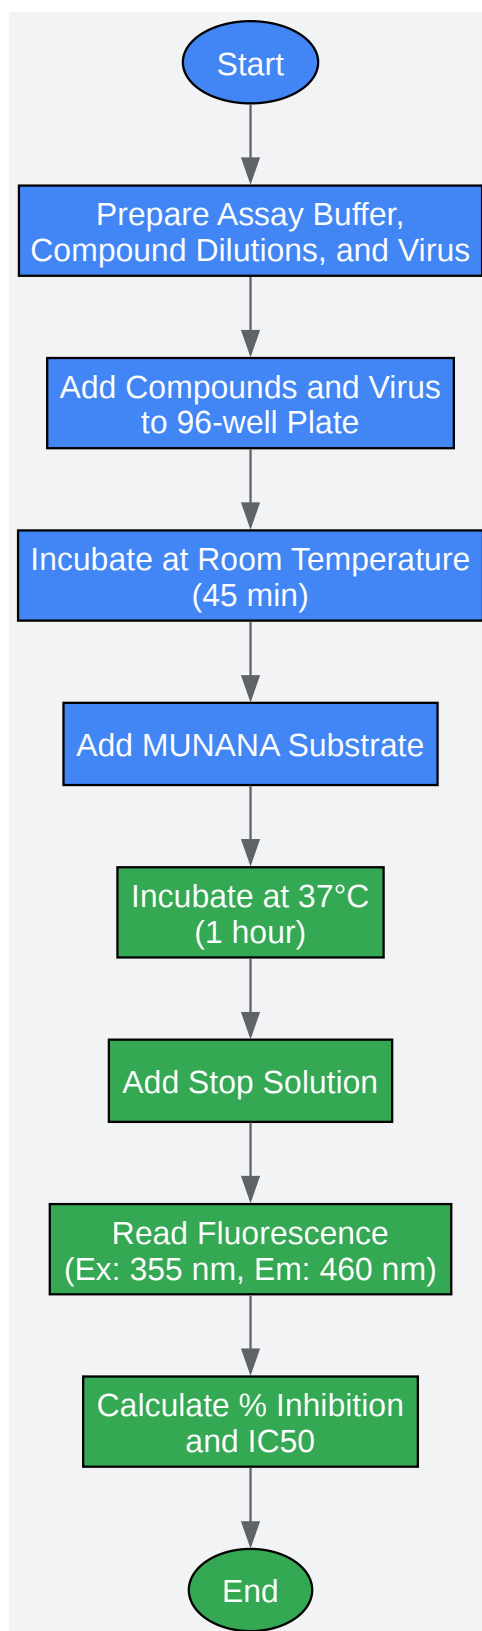 Start
Prepare Assay Buffer,
Compound Dilutions, and Virus
Add Compounds and Virus
to 96-well Plate
Incubate at Room Temperature
(45 min)
Add MUNANA Substrate
Incubate at 37°C
(1 hour)
Add Stop Solution
Read Fluorescence
(Ex: 355 nm, Em: 460 nm)
Calculate % Inhibition
and IC50
End